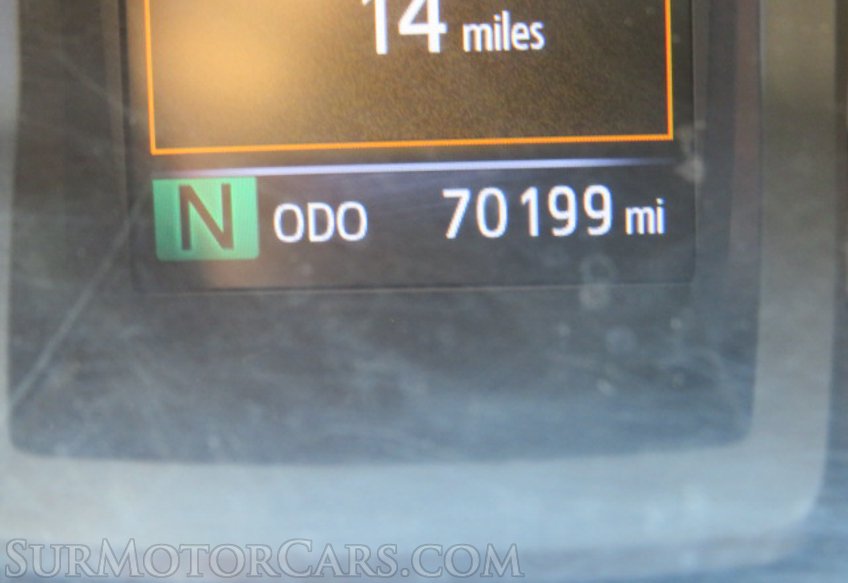 14 miles
N ODO 70199 mi
SURMOTORCARS.COM